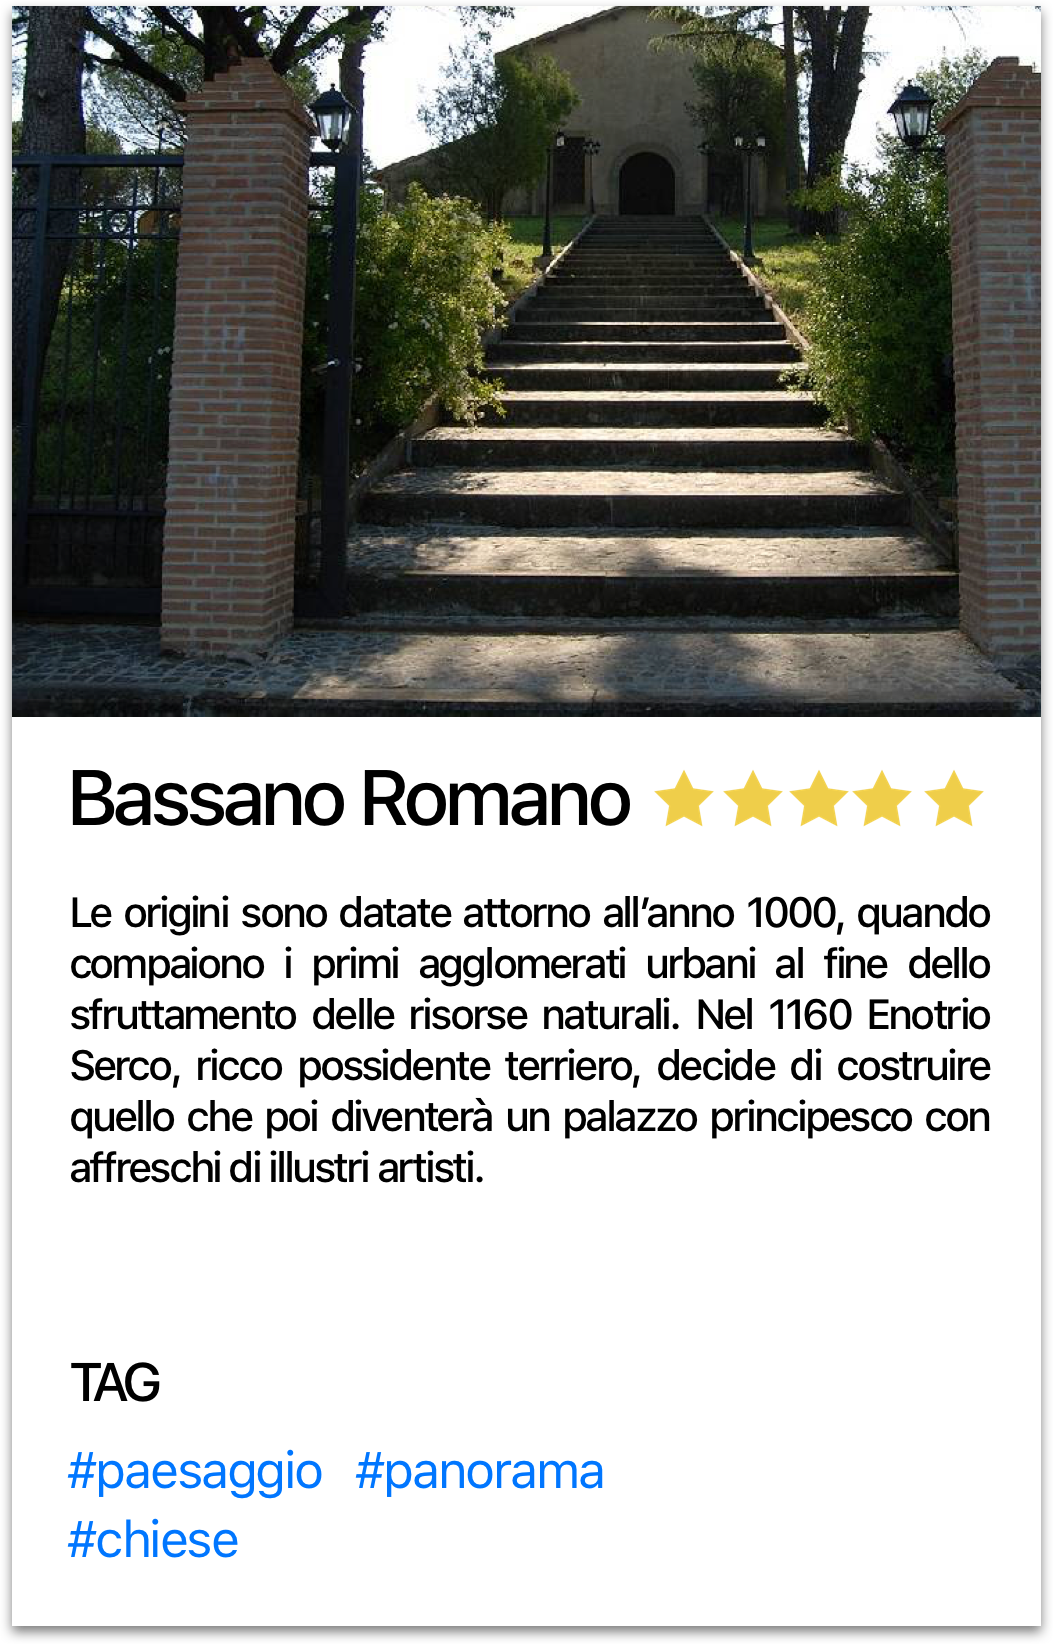 Bassano Romano
Le origini sono datate attorno all’anno 1000, quando
compaiono i primi agglomerati urbani al fine dello
sfruttamento delle risorse naturali. Nel 1160 Enotrio
Serco, ricco possidente terriero, decide di costruire
quello che poi diventerà un palazzo principesco con
affreschi di illustri artisti.
TAG
#paesaggio #panorama
#chiese